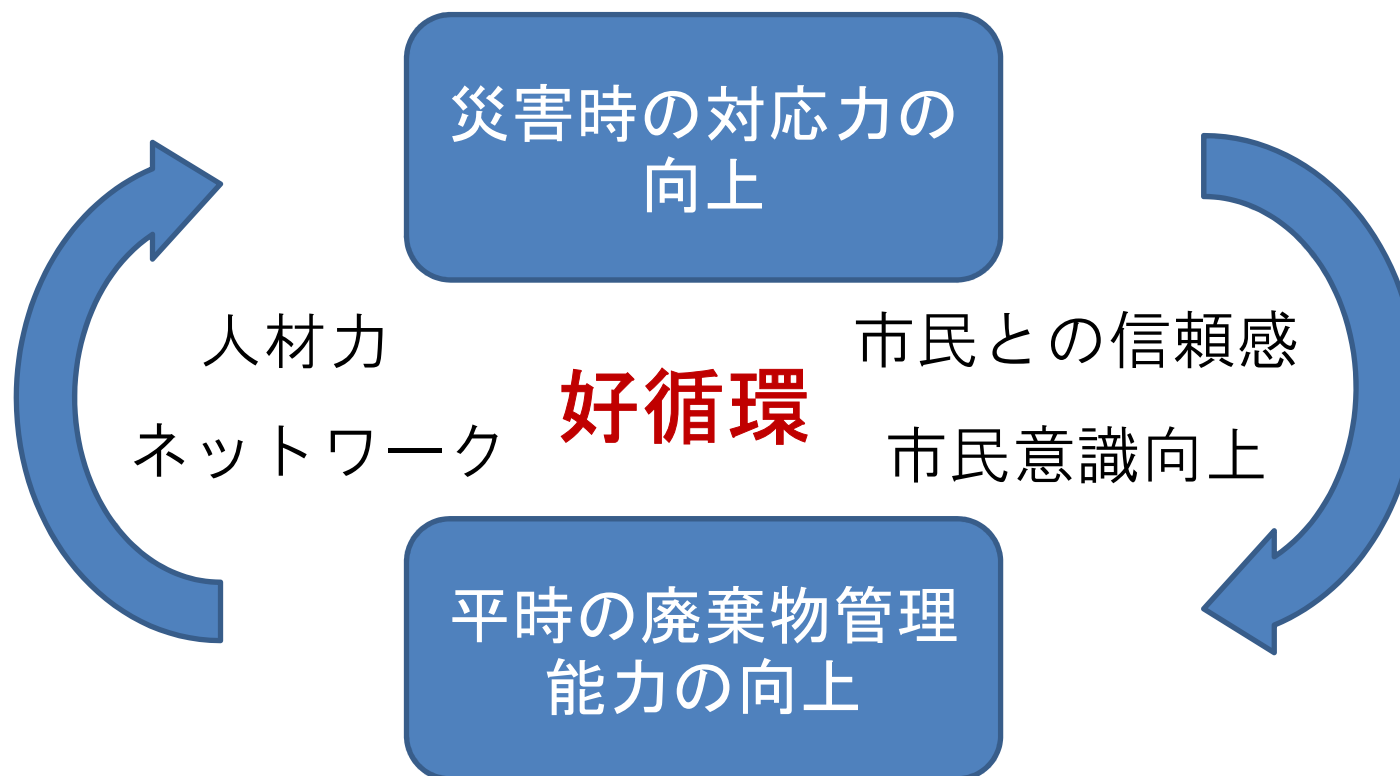 災害時の対応力の
向上
人材力
ネットワーク
好循環
市民との信頼感
市民意識向上
平時の廃棄物管理
能力の向上